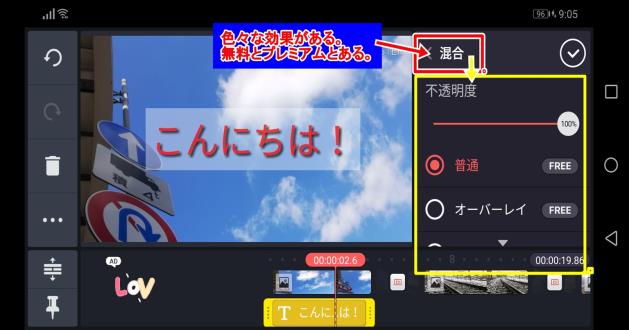 96
9:05
色々な効果がある。
無料とプレミアムとある。
混合
不透明度
100%
こんにちは！
普通
FREE
オーバーレイ
FREE
積
8
00:00:02.6
00:00:19.86
AD
LOV
T こんに
は！